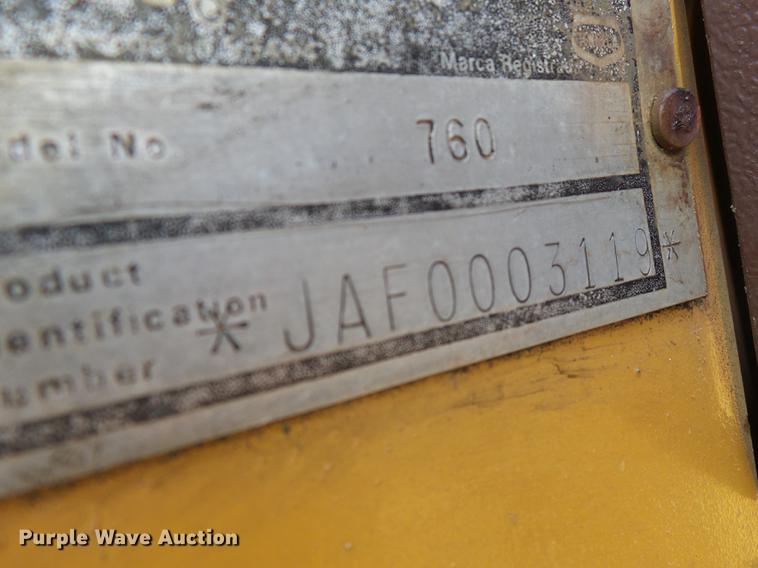 Marca Registr
del No 760
oduct
entification
umber * JAF0003119*
Purple Wave Auction